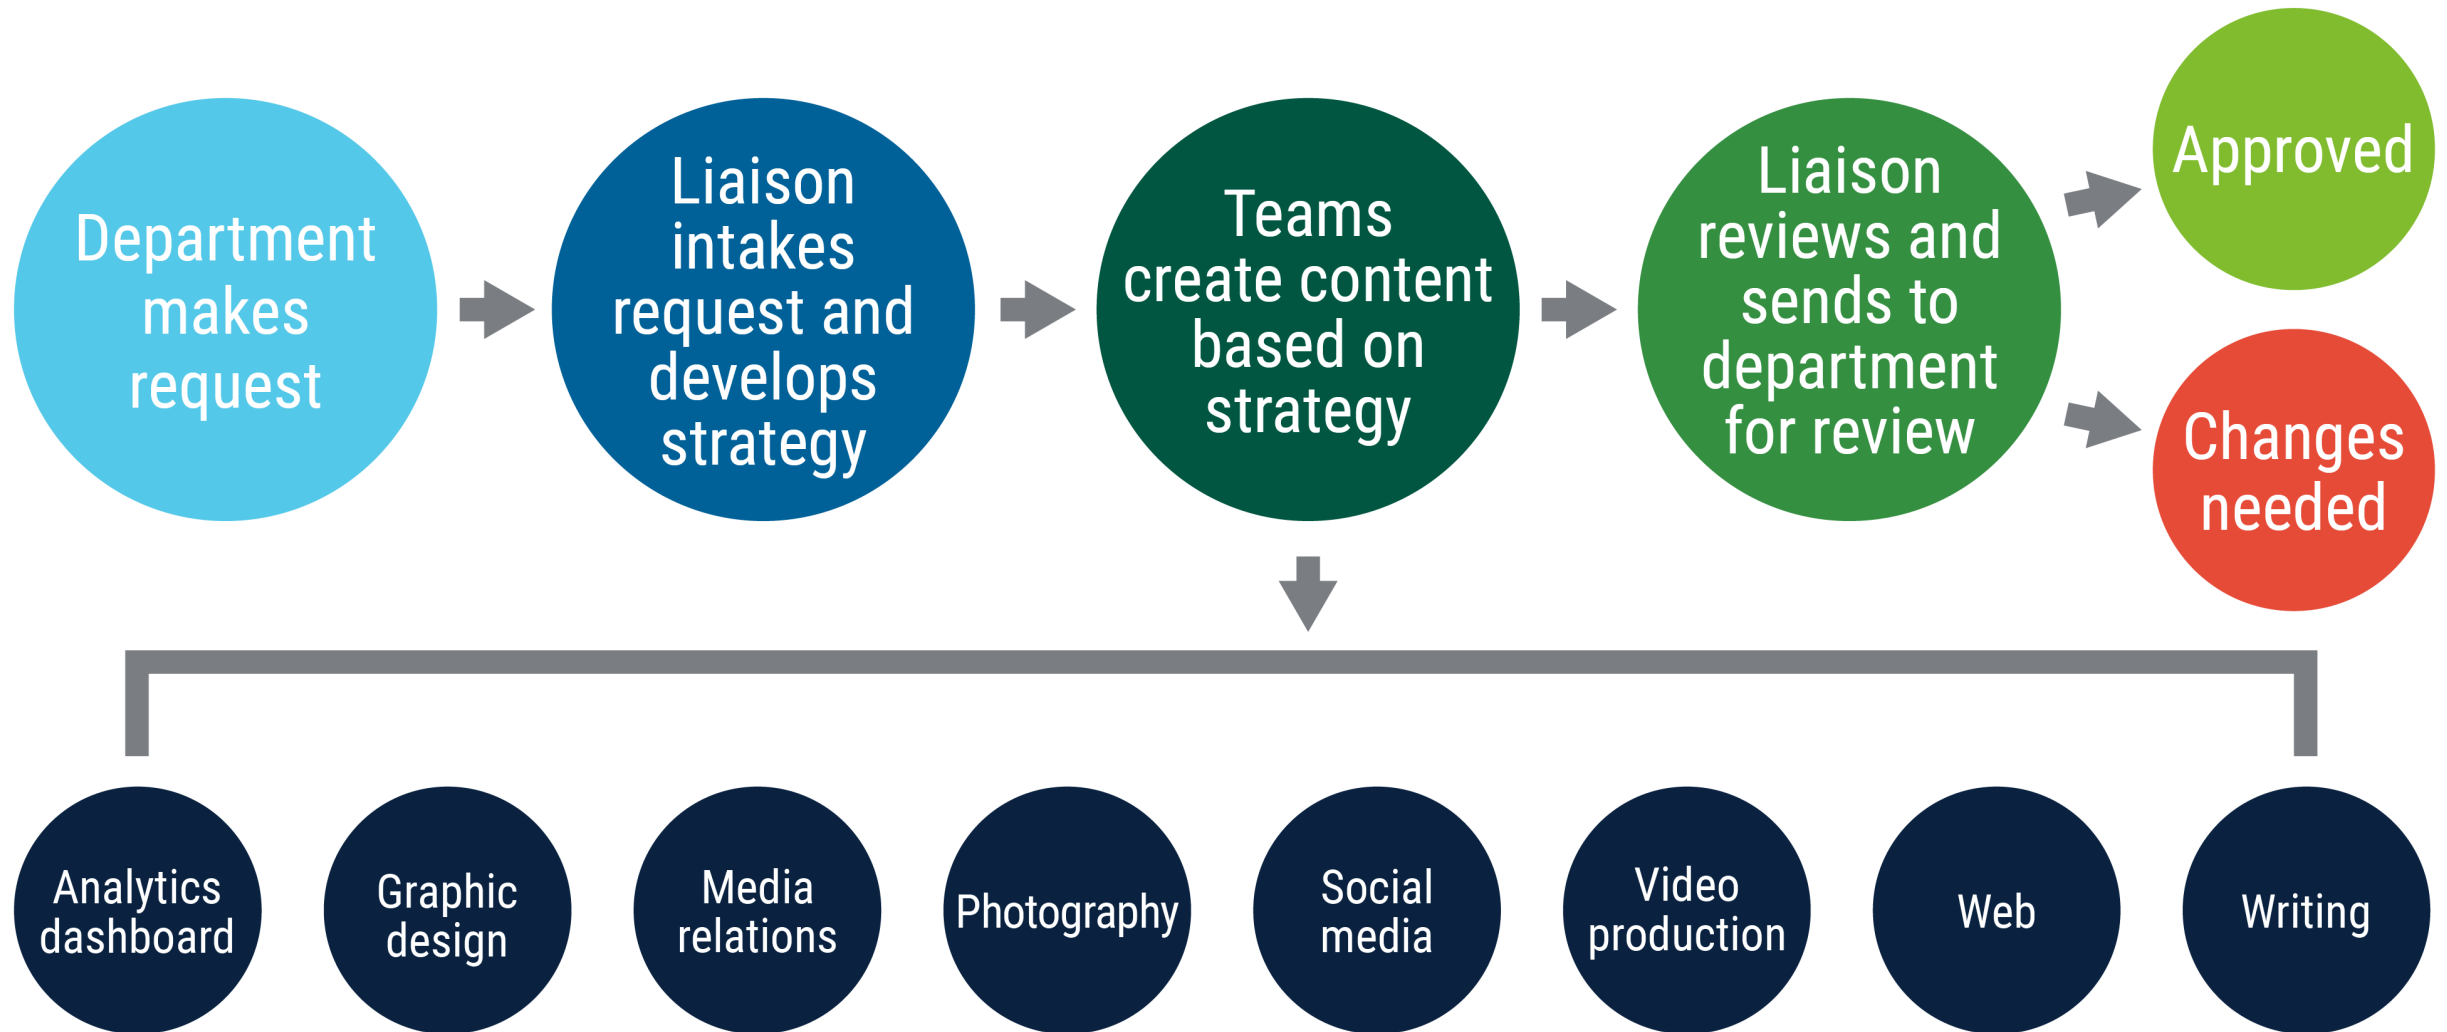 Department
makes
request
Liaison
intakes
request and
develops
strategy
Teams
create content
based on
strategy
Liaison
reviews and
sends to
department
for review
Approved
Changes
needed
Analytics
dashboard
Graphic
design
Media
relations
Photography
Social
media
Video
production
Web
Writing